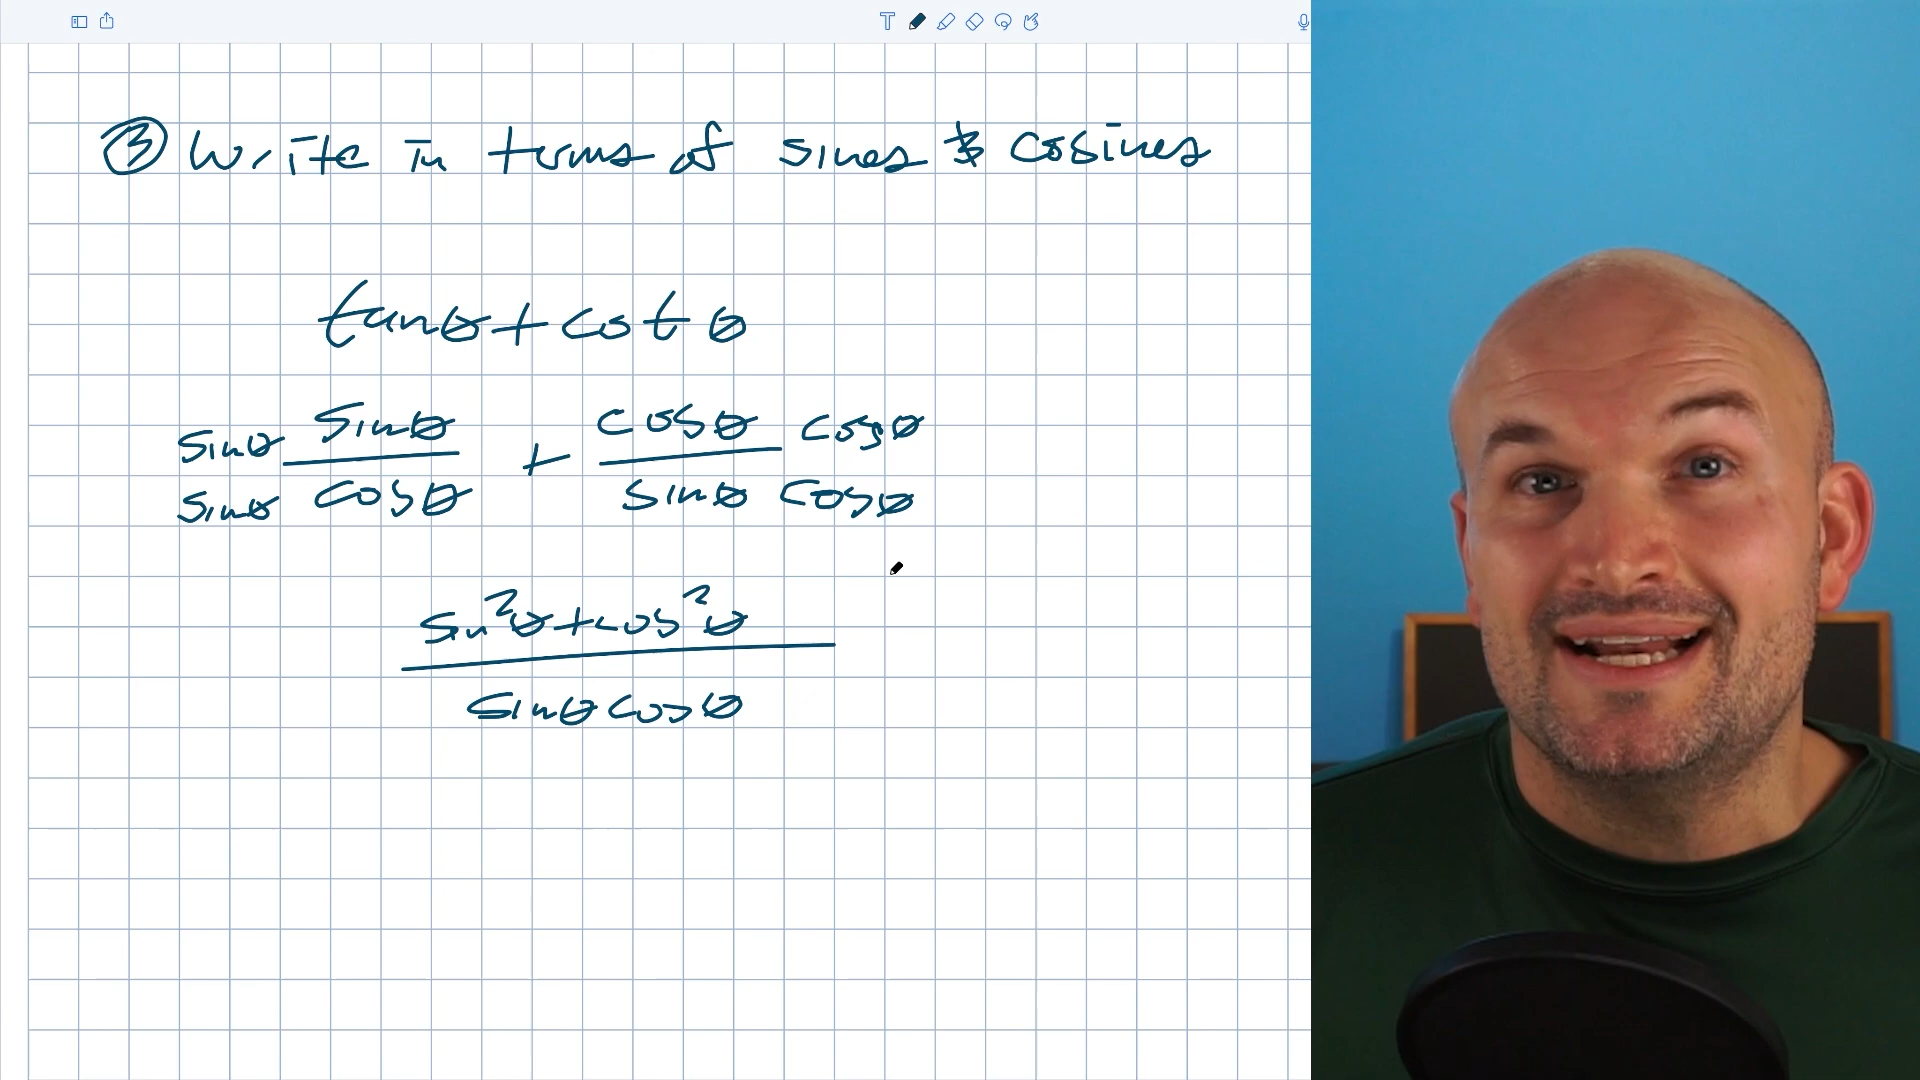 ③ Write in terms of sines & cosines
tanθ + cot θ
sinθ sinθ + cosθ cosθ
sinθ cosθ sinθ cosθ
sin²θ + cos²θ
sinθ cosθ